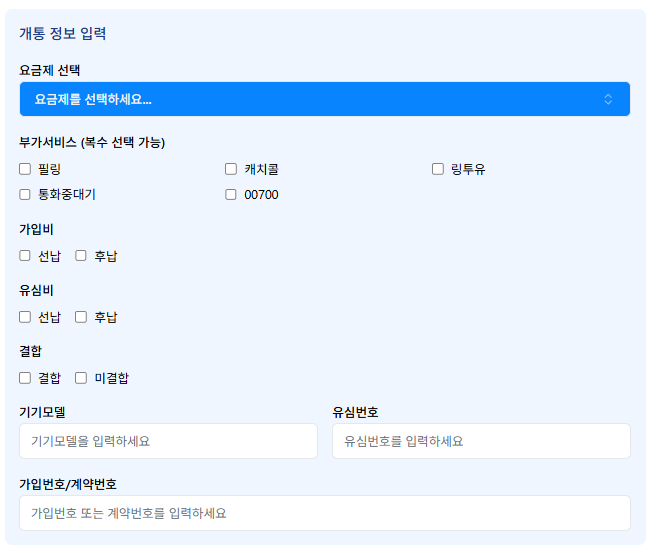 개통 정보 입력
요금제 선택
요금제를 선택하세요...
부가서비스 (복수 선택 가능)
필링 캐치콜 링투유
통화중대기 00700
가입비
선납 후납
유심비
선납 후납
결합
결합 미결합
기기모델 유심번호
기기모델을 입력하세요 유심번호를 입력하세요
가입번호/계약번호
가입번호 또는 계약번호를 입력하세요